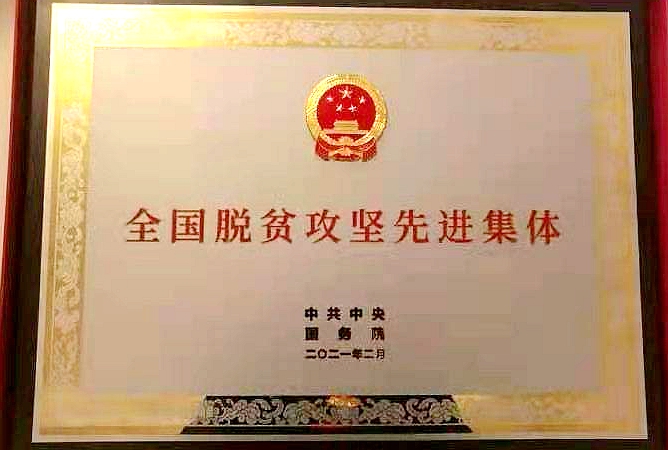 全国脱贫攻坚先进集体
中共中央
国务院
二〇二一年二月